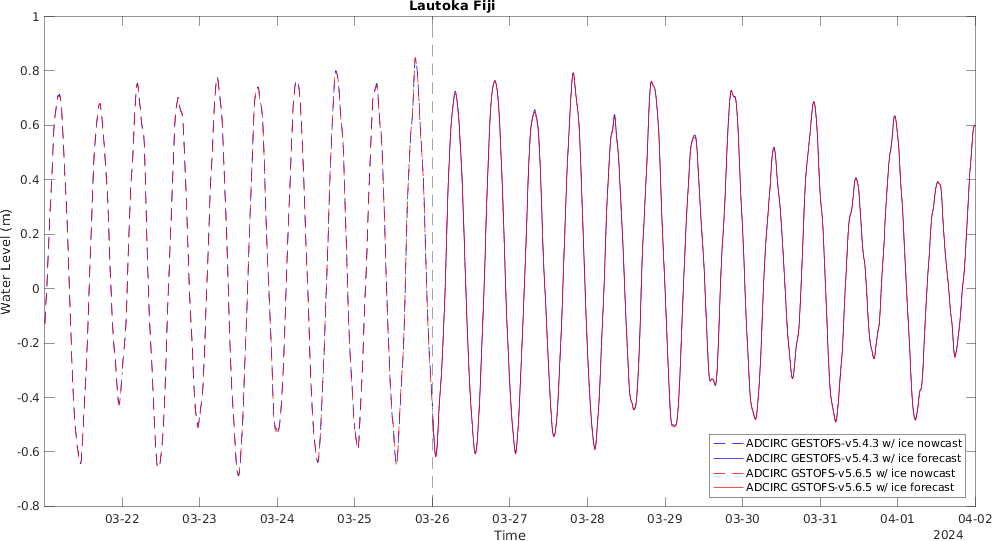 Lautoka Fiji
1
0.8
0.6
0.4
0.2
0
-0.2
-0.4
-0.6
-0.8
Water Level (m)
ADCIRC GESTOFS-v5.4.3 w/ ice nowcast
ADCIRC GESTOFS-v5.4.3 w/ ice forecast
ADCIRC GSTOFS-v5.6.5 w/ ice nowcast
ADCIRC GSTOFS-v5.6.5 w/ ice forecast
03-22 03-23 03-24 03-25 03-26 03-27 03-28 03-29 03-30 03-31 04-01 04-02
Time 2024